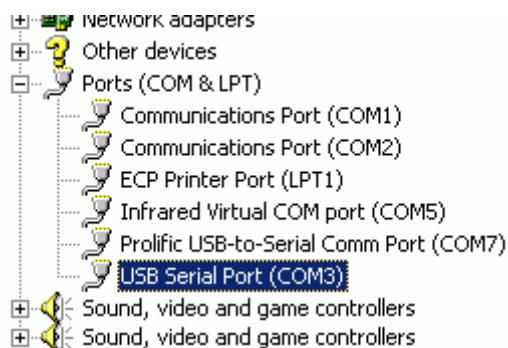 Network adapters
Other devices
Ports (COM & LPT)
Communications Port (COM1)
Communications Port (COM2)
ECP Printer Port (LPT1)
Infrared Virtual COM port (COM5)
Prolific USB-to-Serial Comm Port (COM7)
USB Serial Port (COM3)
Sound, video and game controllers
Sound, video and game controllers